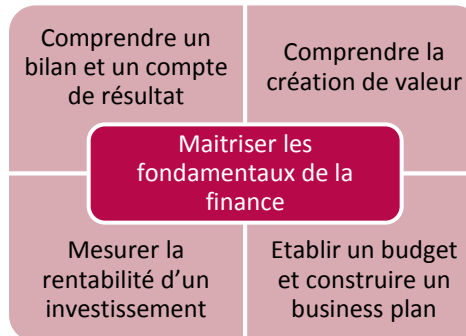 Comprendre un
bilan et un compte
de résultat
Comprendre la
création de valeur
Maitriser les
fondamentaux de la
finance
Mesurer la
rentabilité d'un
investissement
Etablir un budget
et construire un
business plan